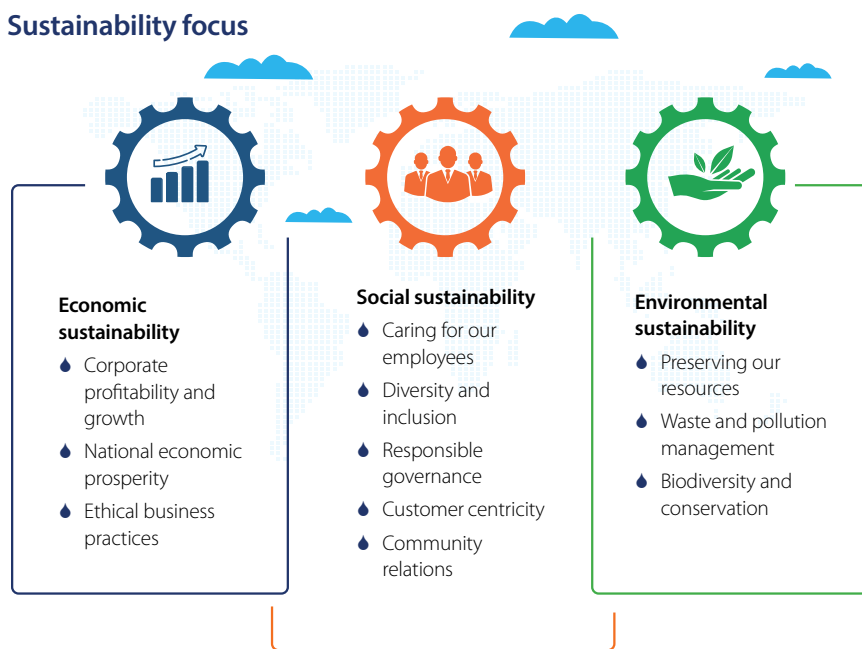 Sustainability focus
Economic
sustainability
Corporate
profitability and
growth
National economic
prosperity
Ethical business
practices
Social sustainability
Caring for our
employees
Diversity and
inclusion
Responsible
governance
Customer centricity
Community
relations
Environmental
sustainability
Preserving our
resources
Waste and pollution
management
Biodiversity and
conservation